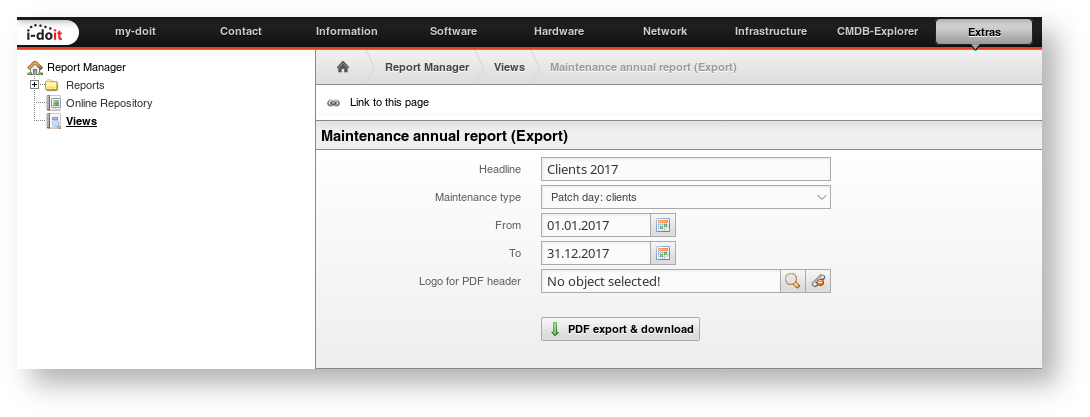 i-doit
my-doit Contact Information Software Hardware Network Infrastructure CMDB-Explorer Extras
Report Manager
Reports
Online Repository
Views
Report Manager Views Maintenance annual report (Export)
Link to this page
Maintenance annual report (Export)
Headline Clients 2017
Maintenance type Patch day: clients
From 01.01.2017
To 31.12.2017
Logo for PDF header No object selected!
PDF export & download